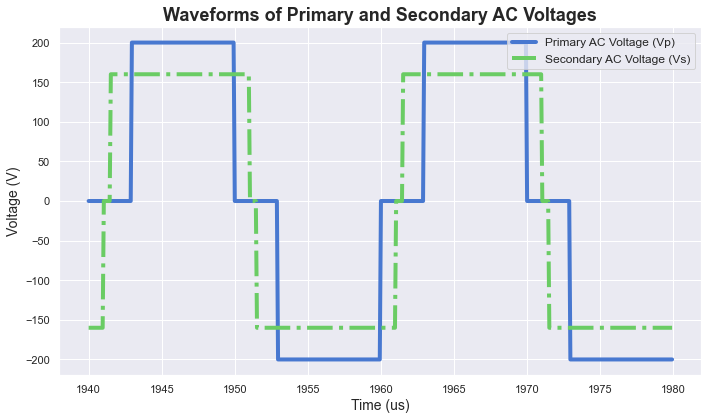 Waveforms of Primary and Secondary AC Voltages
Primary AC Voltage (Vp)
Secondary AC Voltage (Vs)
Voltage (V)
200
150
100
50
0
−50
−100
−150
−200
1940 1945 1950 1955 1960 1965 1970 1975 1980
Time (us)